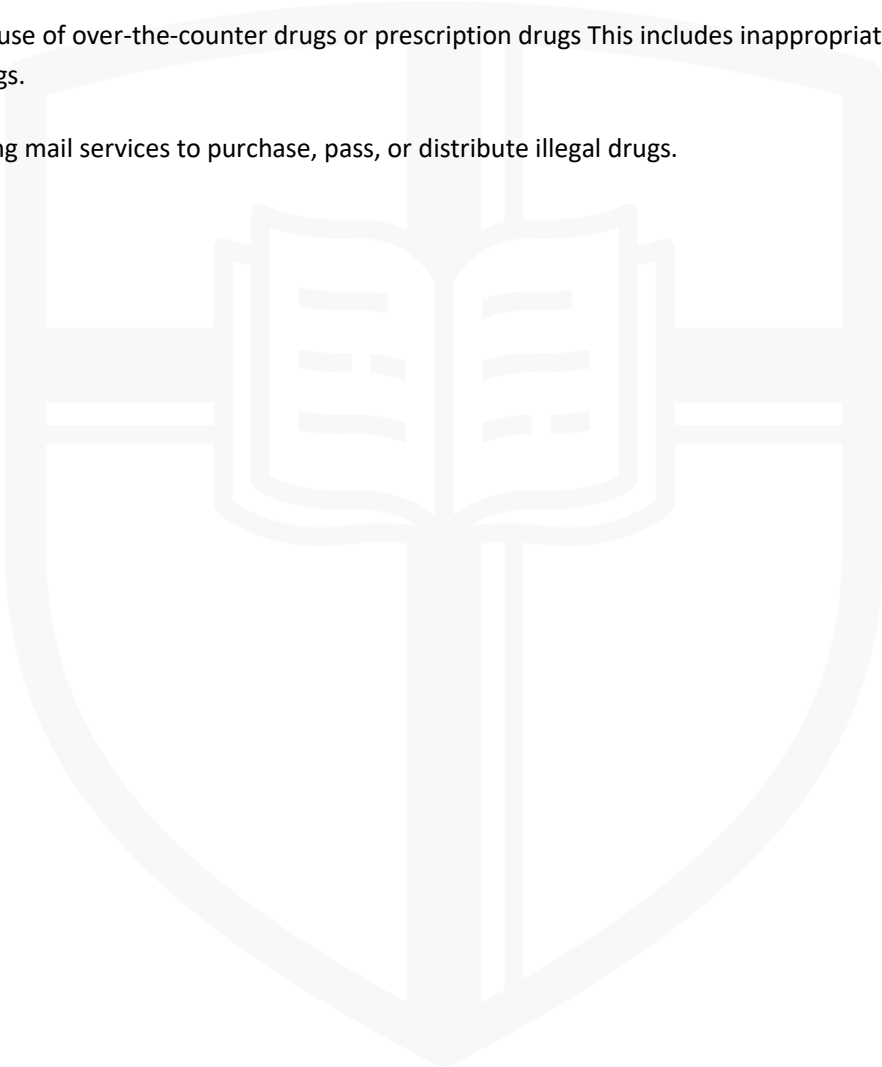 use of over-the-counter drugs or prescription drugs This includes inappropriat
gs.
ng mail services to purchase, pass, or distribute illegal drugs.